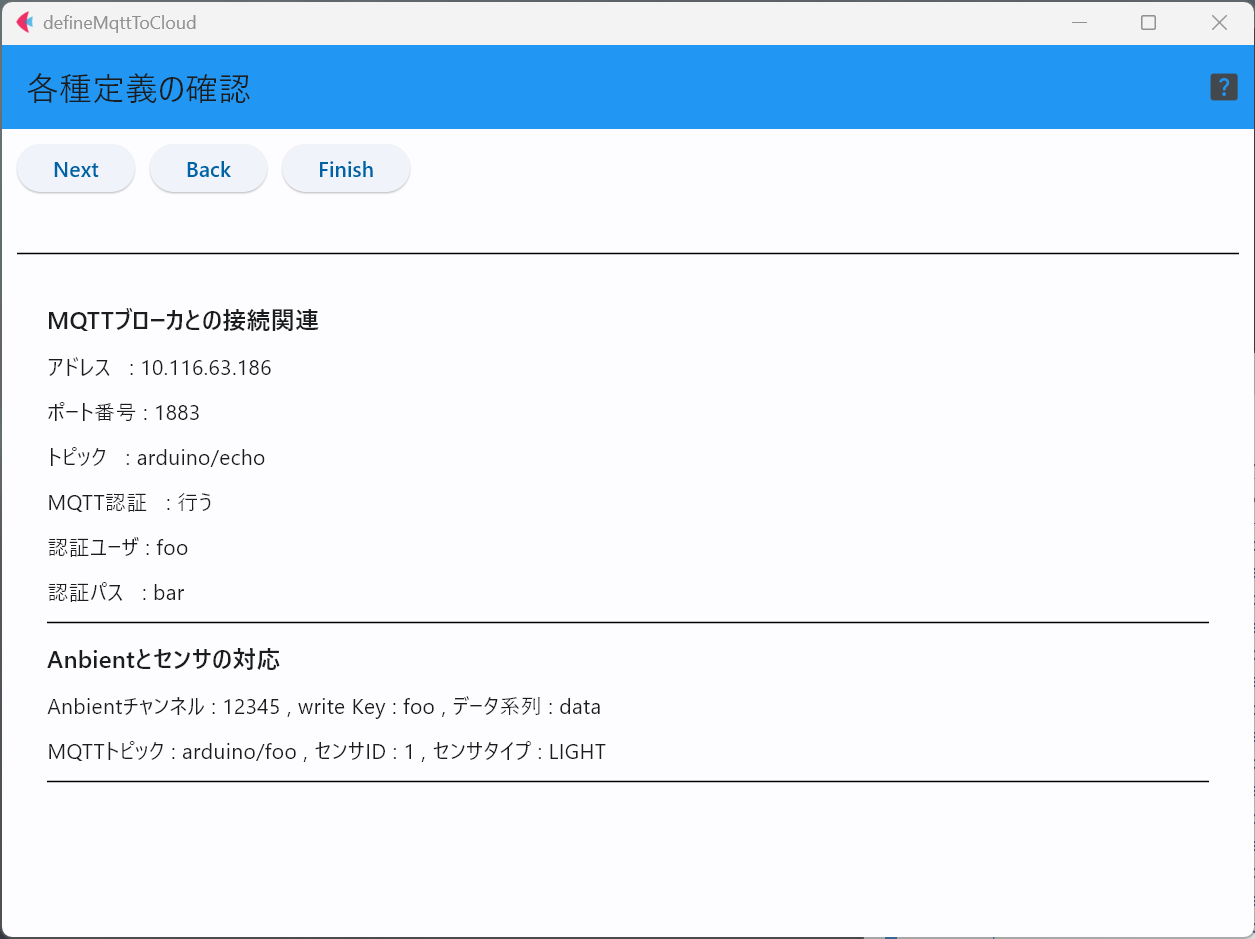 defineMqttToCloud
各種定義の確認
?
Next Back Finish
MQTTブローカとの接続関連
アドレス : 10.116.63.186
ポート番号 : 1883
トピック : arduino/echo
MQTT認証 : 行う
認証ユーザ : foo
認証パス : bar
Anbientとセンサの対応
Anbientチャンネル : 12345 , write Key : foo , データ系列 : data
MQTTトピック : arduino/foo , センサID : 1 , センサタイプ : LIGHT